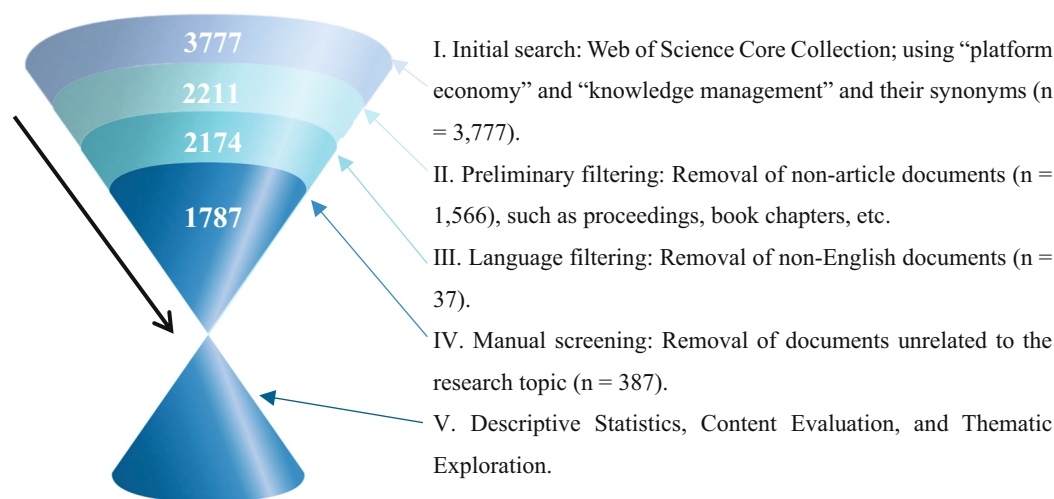 3777
2211
2174
1787
I. Initial search: Web of Science Core Collection; using “platform
economy” and “knowledge management” and their synonyms (n
= 3,777).
II. Preliminary filtering: Removal of non-article documents (n =
1,566), such as proceedings, book chapters, etc.
III. Language filtering: Removal of non-English documents (n =
37).
IV. Manual screening: Removal of documents unrelated to the
research topic (n = 387).
V. Descriptive Statistics, Content Evaluation, and Thematic
Exploration.